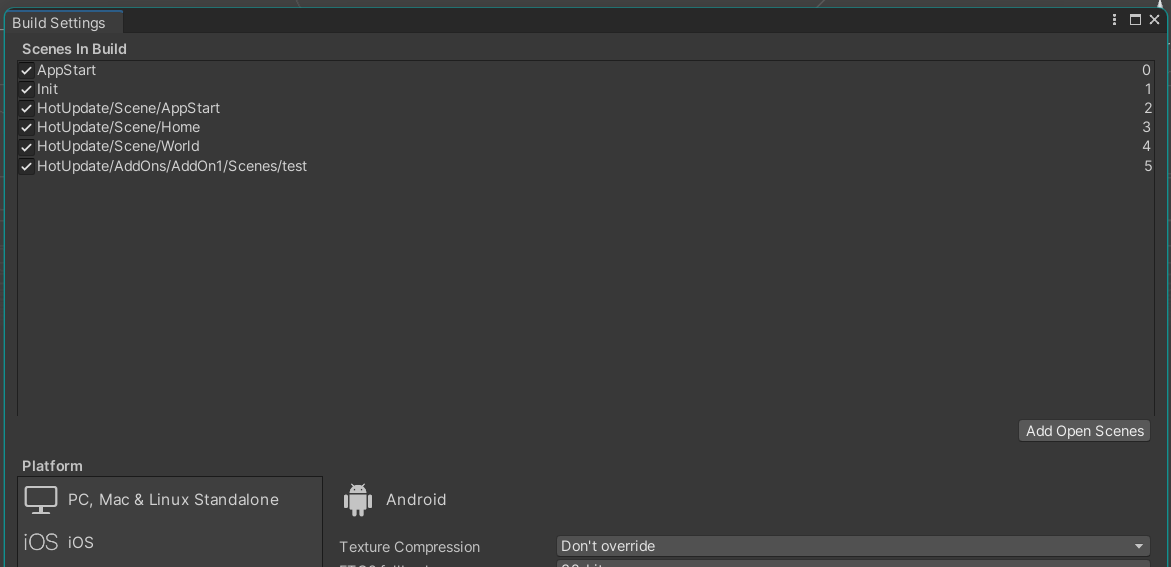 Build Settings
Scenes In Build
AppStart 0
Init 1
HotUpdate/Scene/AppStart 2
HotUpdate/Scene/Home 3
HotUpdate/Scene/World 4
HotUpdate/AddOns/AddOn1/Scenes/test 5
Add Open Scenes
Platform
PC, Mac & Linux Standalone
Android
iOS iOS
Texture Compression Don't override